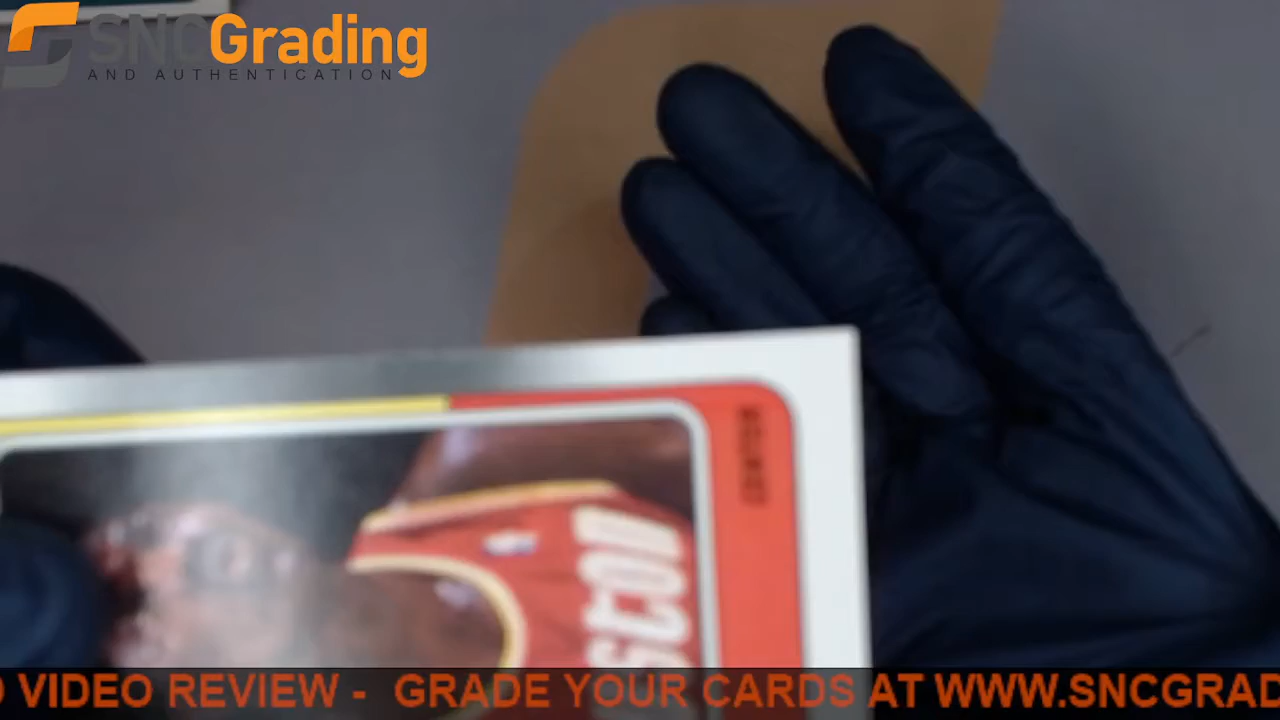 SNCGrading
AND AUTHENTICATION
VIDEO REVIEW - GRADE YOUR CARDS AT WWW.SNCGRAD